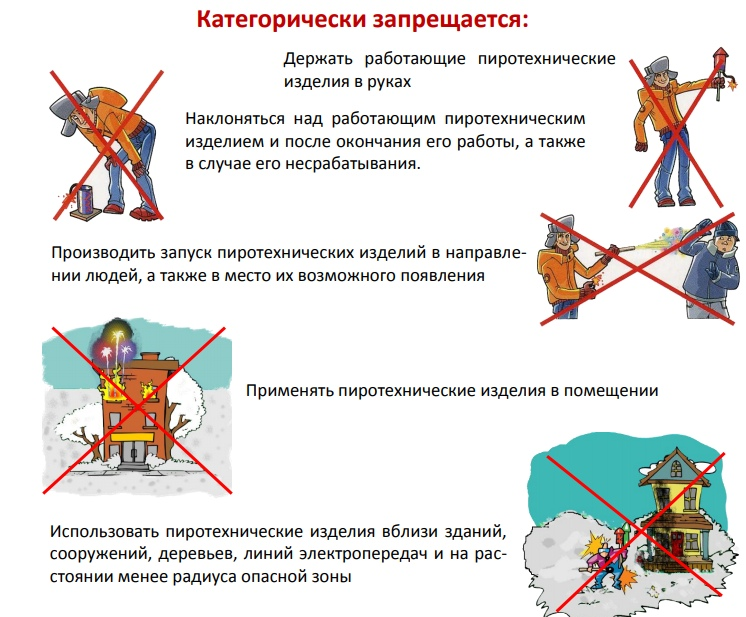 Категорически запрещается:
Держать работающие пиротехнические
изделия в руках
Наклоняться над работающим пиротехническим
изделием и после окончания его работы, а также
в случае его несрабатывания.
Производить запуск пиротехнических изделий в направле-
нии людей, а также в место их возможного появления
Применять пиротехнические изделия в помещении
Использовать пиротехнические изделия вблизи зданий,
сооружений, деревьев, линий электропередач и на рас-
стоянии менее радиуса опасной зоны